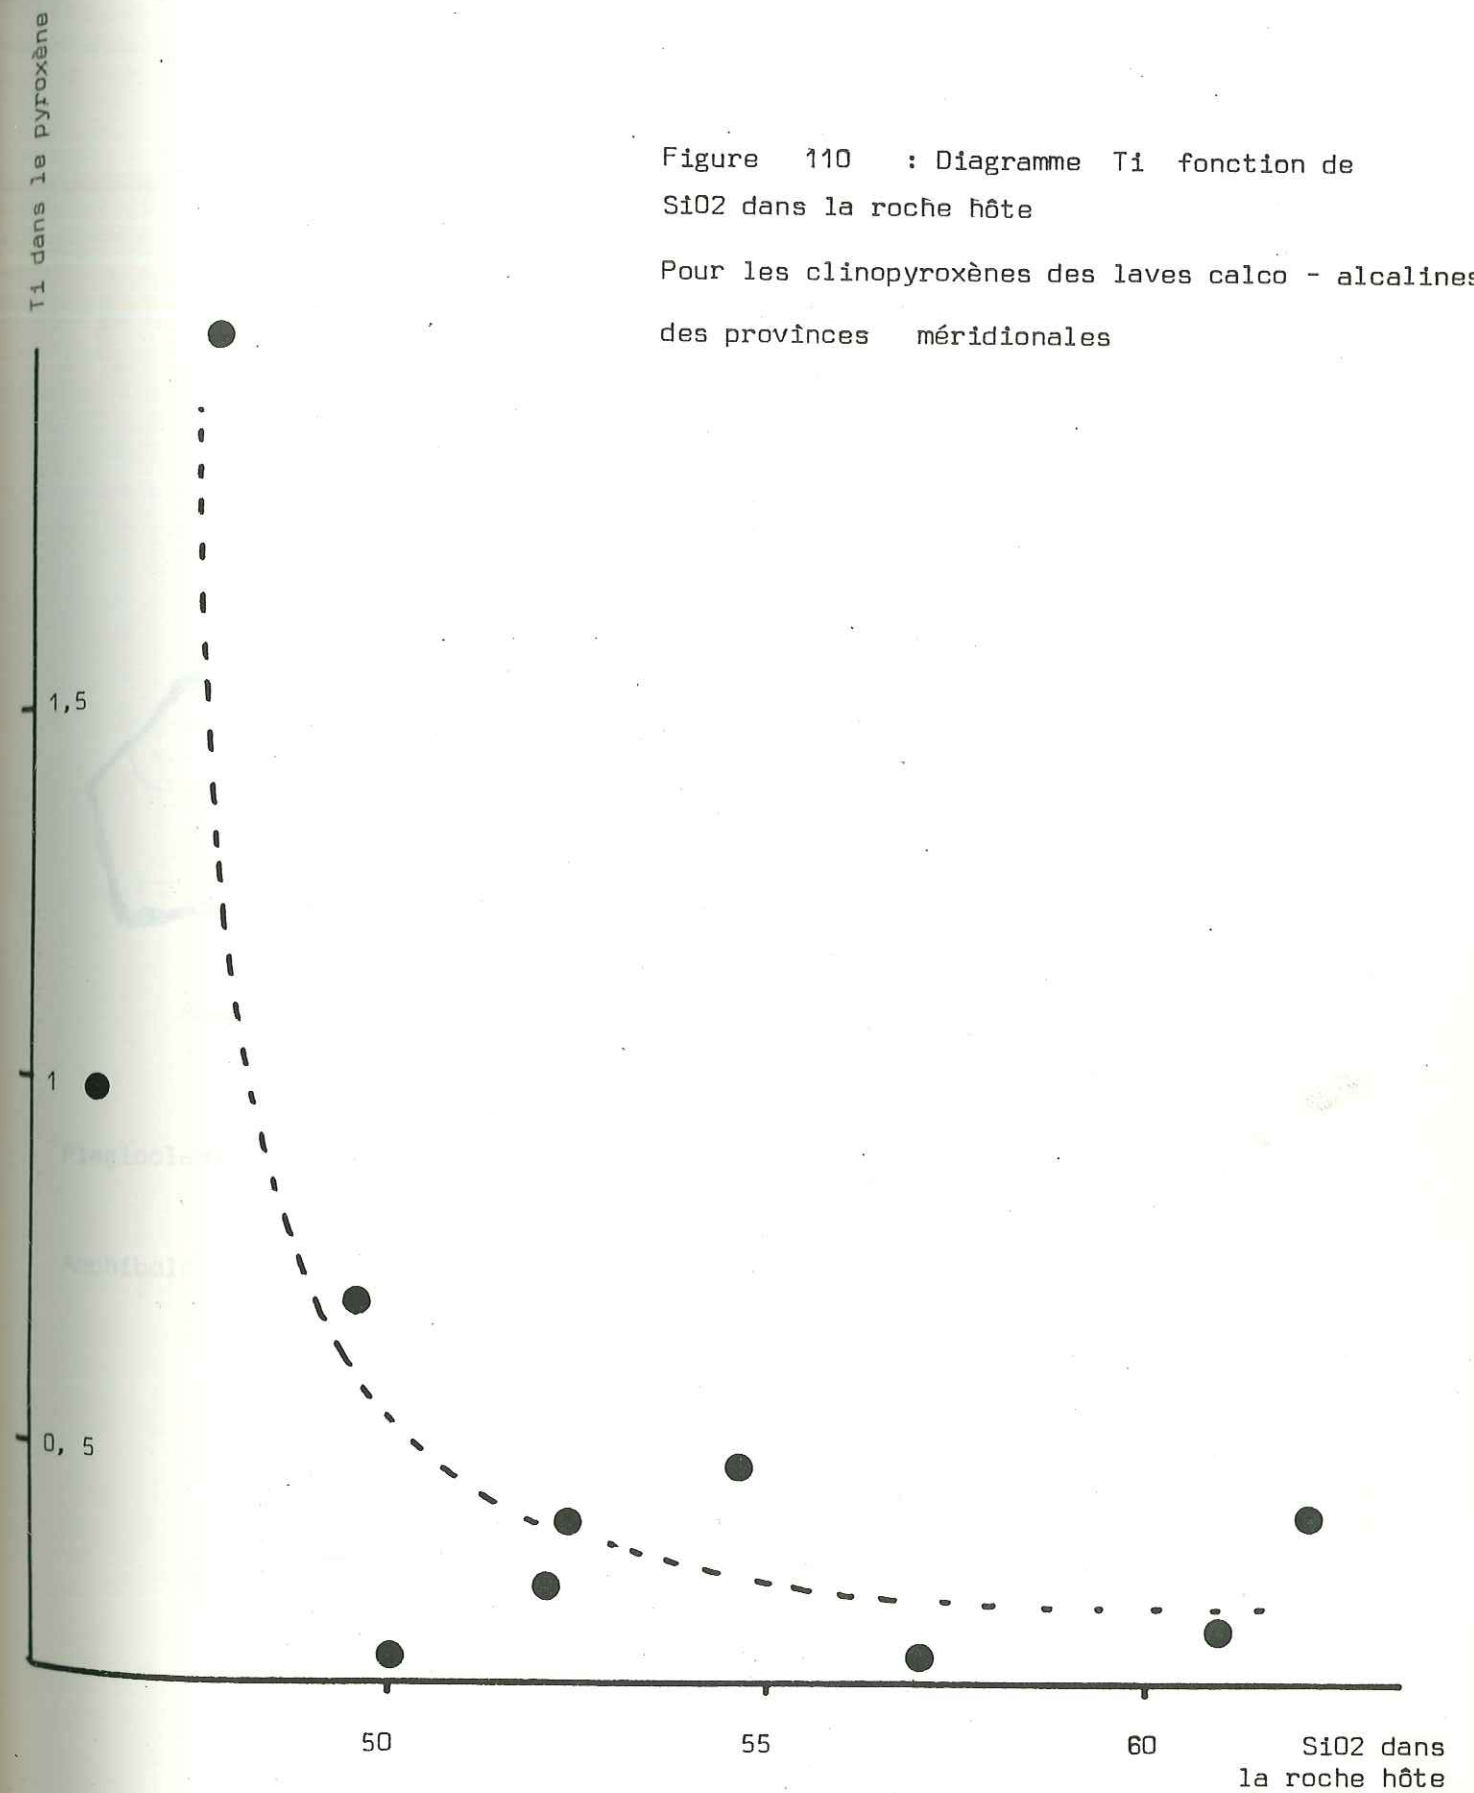 Ti dans le pyroxène
Figure 110 : Diagramme Ti fonction de
SiO2 dans la roche hôte
Pour les clinopyroxènes des laves calco - alcalines
des provinces méridionales
1,5
1
0, 5
50
55
60
SiO2 dans
la roche hôte